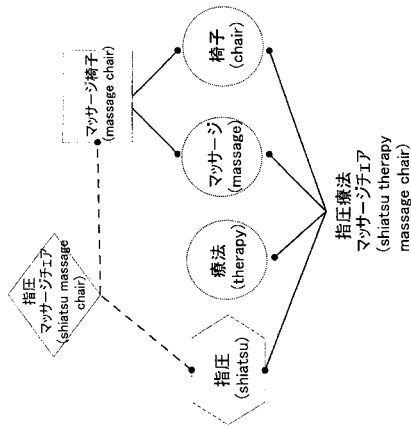 指圧
マッサージチェア
(shiatsu massage
chair)
マッサージ椅子
(massage chair)
指圧
(shiatsu)
療法
(therapy)
マッサージ
(massage)
椅子
(chair)
指圧療法
マッサージチェア
(shiatsu therapy
massage chair)